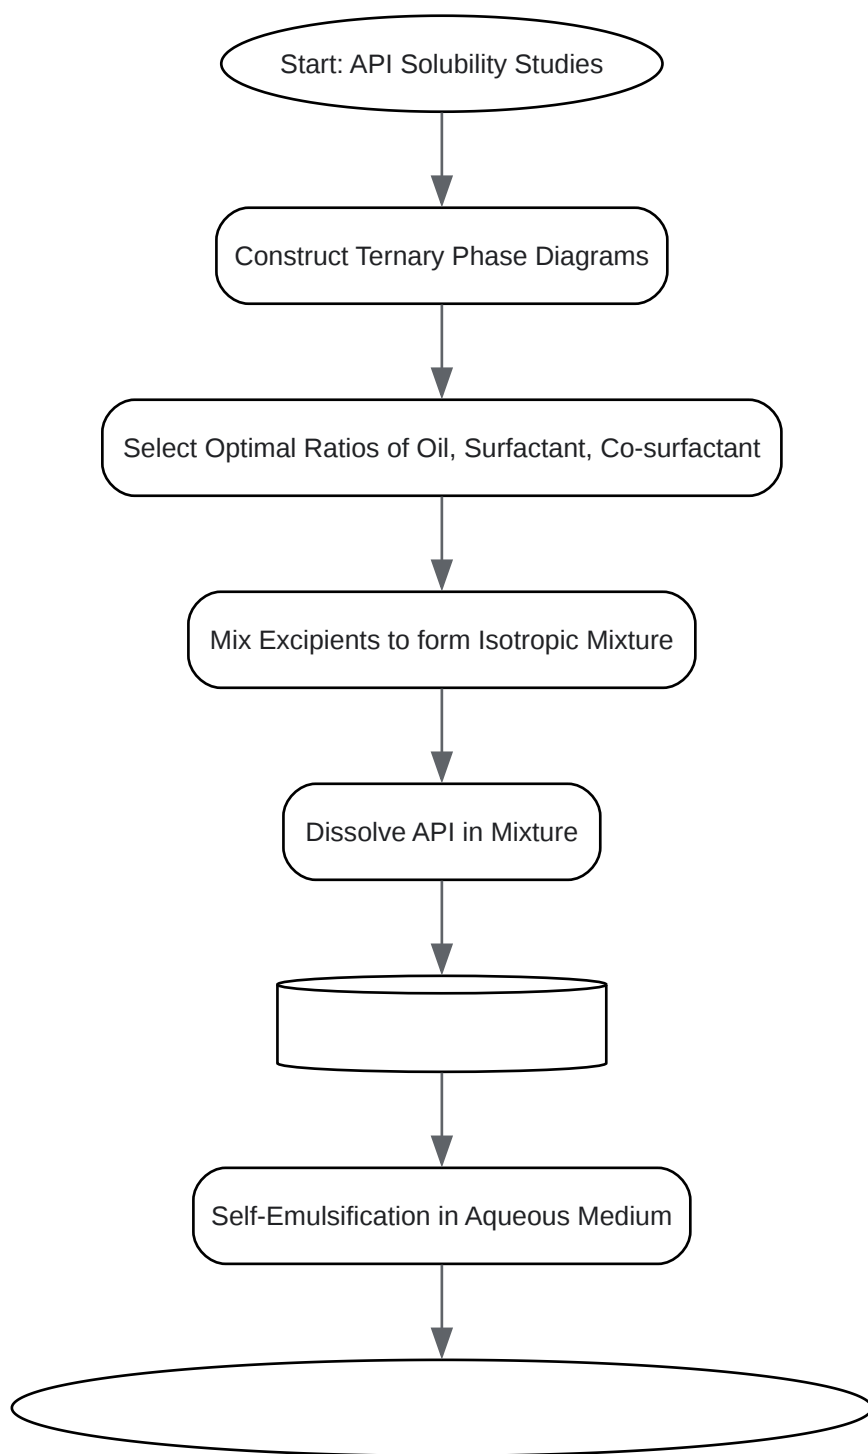 Start: API Solubility Studies
Construct Ternary Phase Diagrams
Select Optimal Ratios of Oil, Surfactant, Co-surfactant
Mix Excipients to form Isotropic Mixture
Dissolve API in Mixture
Self-Emulsification in Aqueous Medium